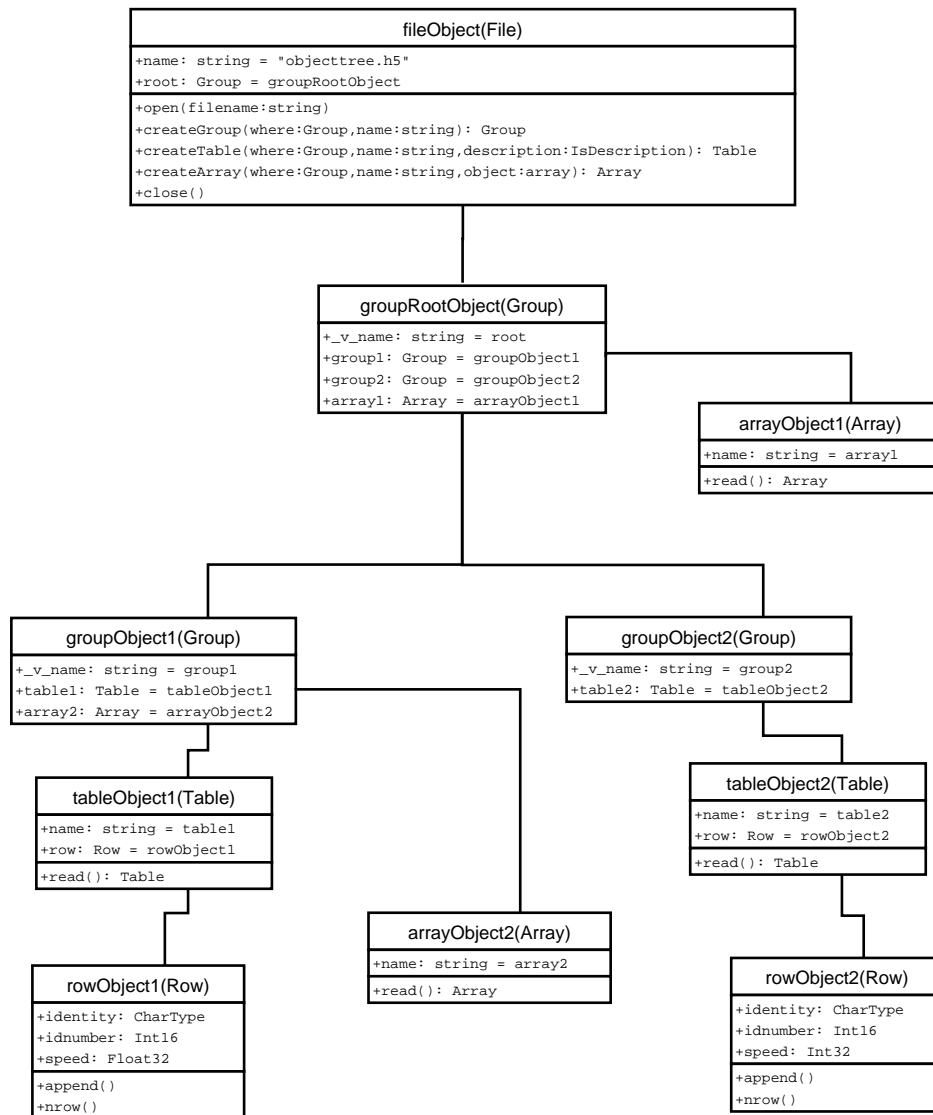 fileObject(File)
+name: string = "objecttree.h5"
+root: Group = groupRootObject
+open(filename:string)
+createGroup(where:Group,name:string): Group
+createTable(where:Group,name:string,description:IsDescription): Table
+createArray(where:Group,name:string,object:array): Array
+close()
groupRootObject(Group)
+_v_name: string = root
+group1: Group = groupObject1
+group2: Group = groupObject2
+array1: Array = arrayObject1
arrayObject1(Array)
+name: string = array1
+read(): Array
groupObject1(Group)
+_v_name: string = group1
+table1: Table = tableObject1
+array2: Array = arrayObject2
groupObject2(Group)
+_v_name: string = group2
+table2: Table = tableObject2
tableObject1(Table)
+name: string = table1
+row: Row = rowObject1
+read(): Table
tableObject2(Table)
+name: string = table2
+row: Row = rowObject2
+read(): Table
arrayObject2(Array)
+name: string = array2
+read(): Array
rowObject1(Row)
+identity: CharType
+idnumber: Int16
+speed: Float32
+append()
+nrow()
rowObject2(Row)
+identity: CharType
+idnumber: Int16
+speed: Int32
+append()
+nrow()